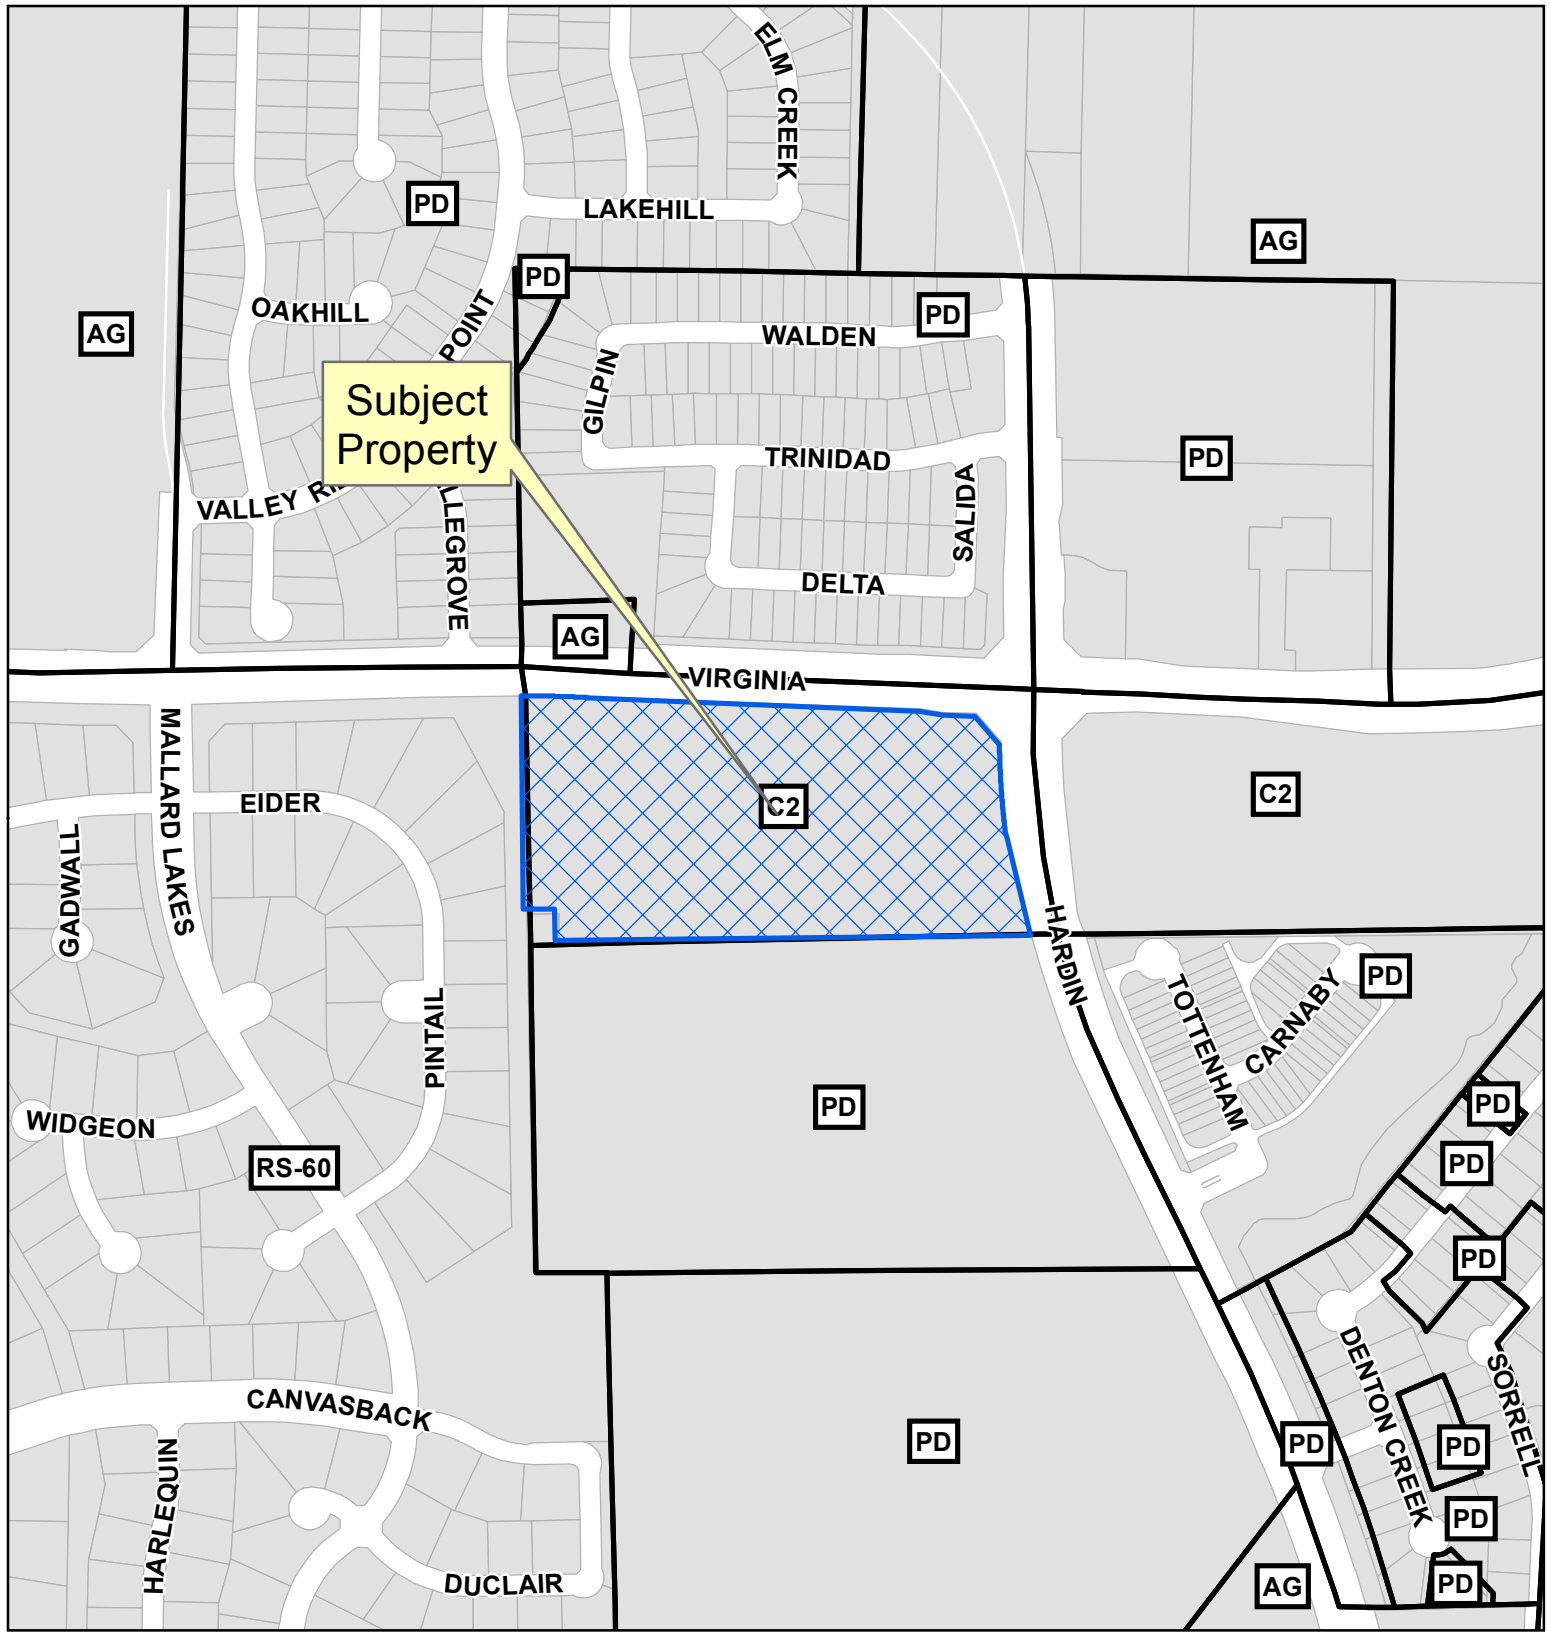 ELM CREEK
PD
LAKEHILL
AG
PD
OAKHILL
POINT
PD
WALDEN
AG
GILPIN
Subject
Property
TRINIDAD
PD
VALLEY
SALIDA
LLEGROVE
DELTA
AG
VIRGINIA
MALLARD LAKES
EIDER
C2
C2
GADWALL
HARDIN
PD
TOTTENHAM
CARNABY
PINTAIL
PD
PD
WIDGEON
RS-60
PD
PD
CANVASBACK
DENTON CREEK
SORRELL
HARLEQUIN
PD
PD
PD
PD
DUCLAIR
AG
PD